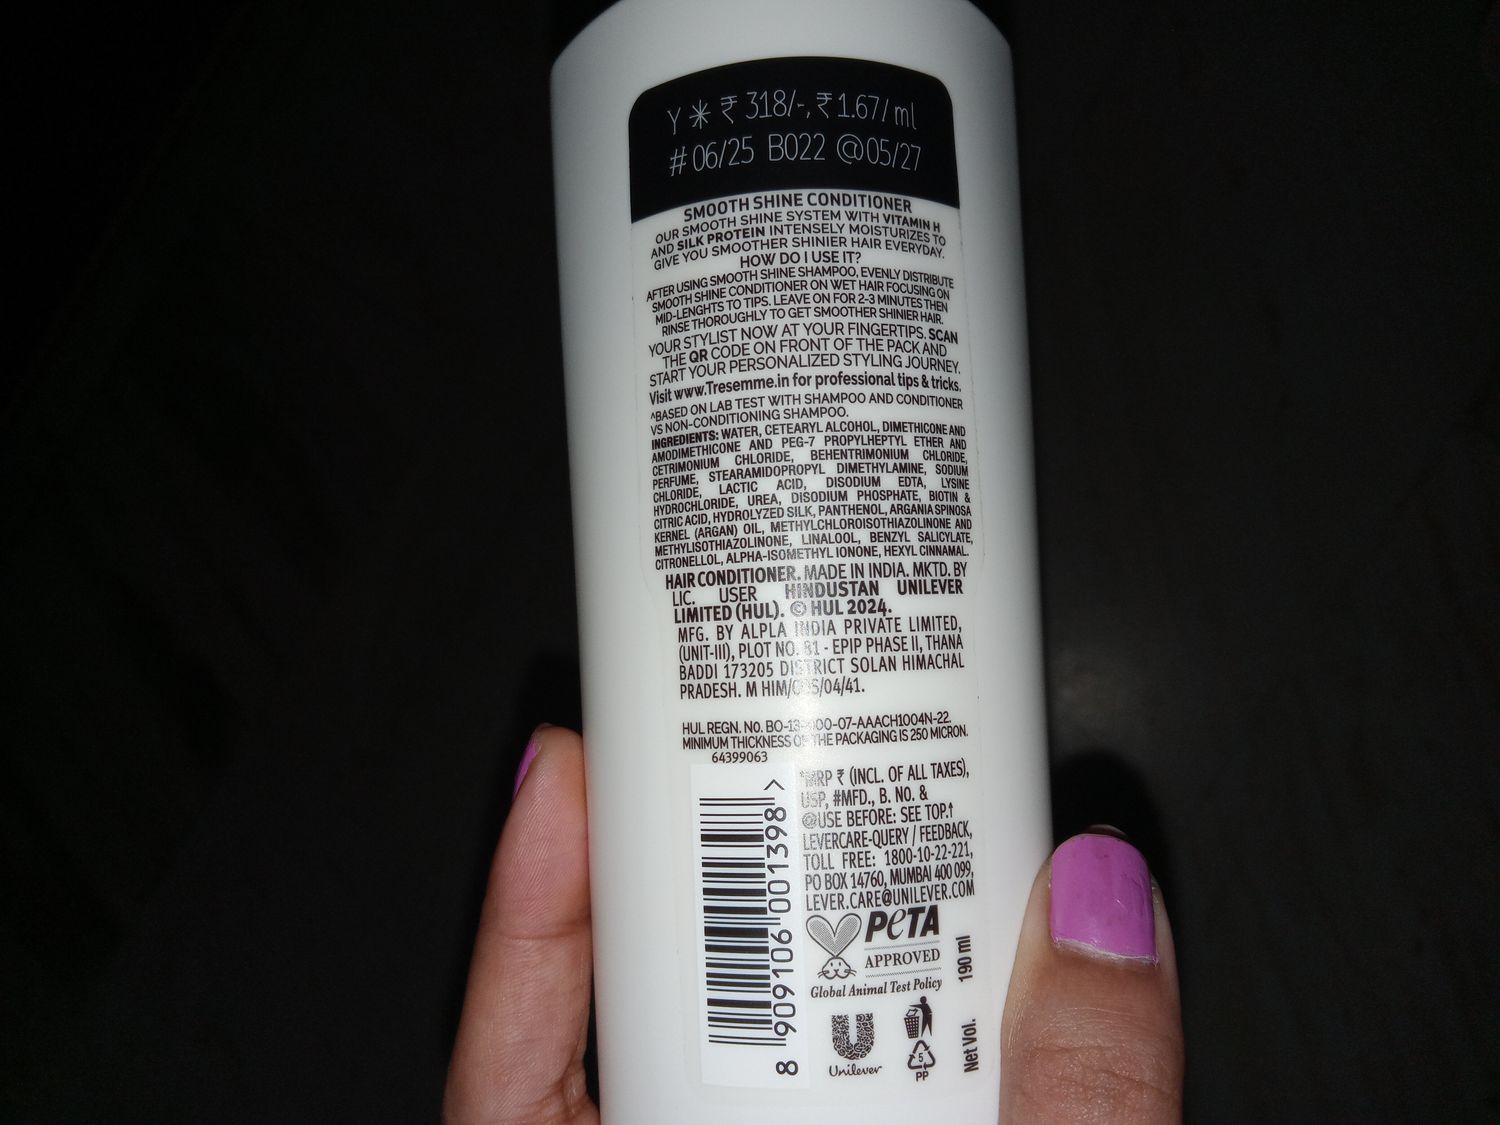 Y * ₹ 318/-, ₹ 1.67/ ml
# 06/25 B022 @05/27
SMOOTH SHINE CONDITIONER
OUR SMOOTH SHINE SYSTEM WITH VITAMIN H
AND SILK PROTEIN INTENSELY MOISTURIZES TO
GIVE YOU SMOOTHER SHINIER HAIR EVERYDAY.
HOW DO I USE IT?
AFTER USING SMOOTH SHINE SHAMPOO, EVENLY DISTRIBUTE
SMOOTH SHINE CONDITIONER ON WET HAIR FOCUSING ON
MID-LENGHTS TO TIPS. LEAVE ON FOR 2-3 MINUTES THEN
RINSE THOROUGHLY TO GET SMOOTHER SHINIER HAIR.
YOUR STYLIST NOW AT YOUR FINGERTIPS. SCAN
THE QR CODE ON FRONT OF THE PACK AND
START YOUR PERSONALIZED STYLING JOURNEY.
Visit www.Tresemme.in for professional tips & tricks.
^BASED ON LAB TEST WITH SHAMPOO AND CONDITIONER
VS NON-CONDITIONING SHAMPOO.
INGREDIENTS: WATER, CETEARYL ALCOHOL, DIMETHICONE AND
AMODIMETHICONE AND PEG-7 PROPYLHEPTYL ETHER AND
CETRIMONIUM CHLORIDE, BEHENTRIMONIUM CHLORIDE,
PERFUME, STEARAMIDOPROPYL DIMETHYLAMINE, SODIUM
CHLORIDE, LACTIC ACID, DISODIUM EDTA, LYSINE
HYDROCHLORIDE, UREA, DISODIUM PHOSPHATE, BIOTIN &
CITRIC ACID, HYDROLYZED SILK, PANTHENOL, ARGANIA SPINOSA
KERNEL (ARGAN) OIL, METHYLCHLOROISOTHIAZOLINONE AND
METHYLISOTHIAZOLINONE, LINALOOL, BENZYL SALICYLATE,
CITRONELLOL, ALPHA-ISOMETHYL IONONE, HEXYL CINNAMAL.
HAIR CONDITIONER. MADE IN INDIA. MKTD. BY
LIC. USER HINDUSTAN UNILEVER
LIMITED (HUL). © HUL 2024.
MFG. BY ALPLA INDIA PRIVATE LIMITED,
(UNIT-III), PLOT NO. 81 - EPIP PHASE II, THANA
BADDI 173205 DISTRICT SOLAN HIMACHAL
PRADESH. M HIM/COS/04/41.
HUL REGN. No. -07-AAACH1004N-22.
MINIMUM THICKNESS OF THE PACKAGING IS 250 MICRON.
64399063
*MRP ₹ (INCL. OF ALL TAXES),
USP, #MFD., B. NO. &
@USE BEFORE: SEE TOP.↑
LEVERCARE-QUERY / FEEDBACK,
TOLL FREE: 1800-10-22-221,
PO BOX 14760, MUMBAI 400 099,
LEVER.CARE@UNILEVER.COM
8 909106 001398 >
PeTA
APPROVED
Global Animal Test Policy
Unilever
5
PP
Net Vol. 190 ml